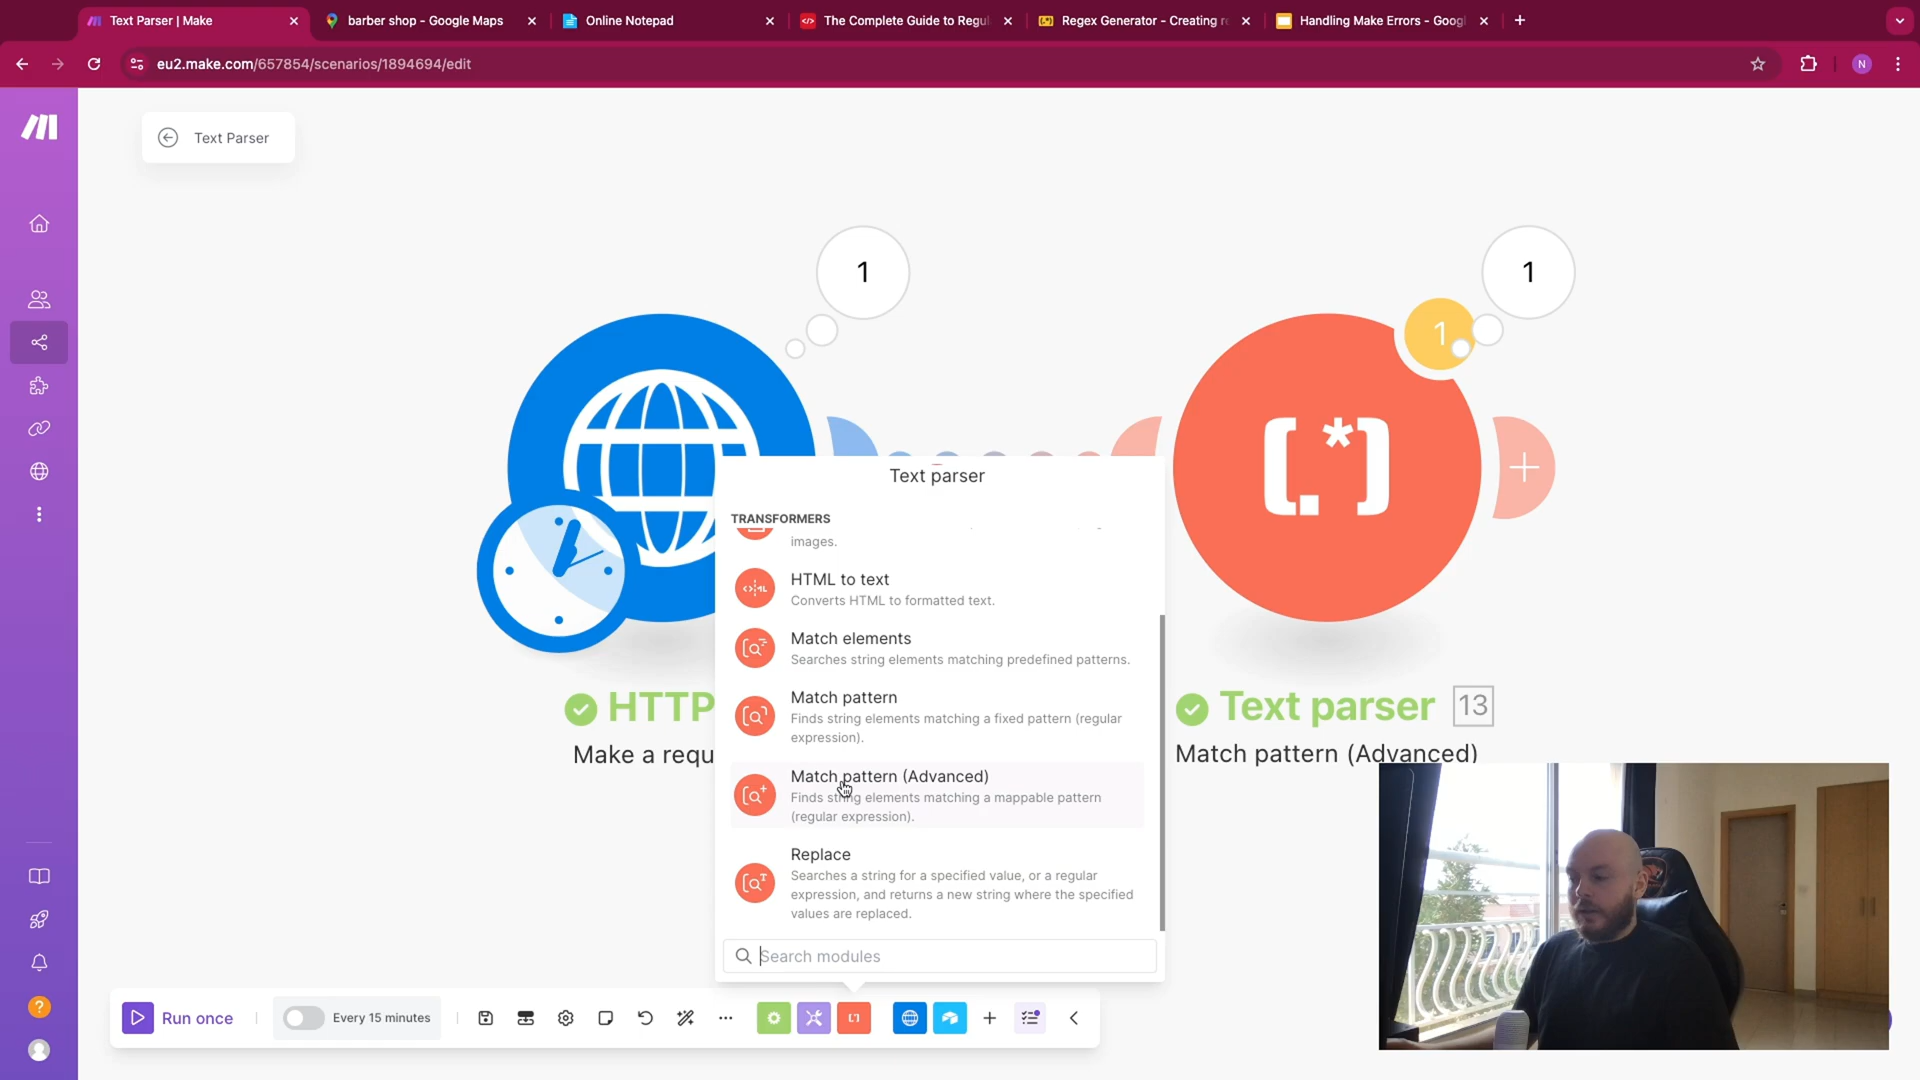 Text Parser | Make
barber shop - Google Maps
Online Notepad
The Complete Guide to Regul
Regex Generator - Creating r
Handling Make Errors - Goog
eu2.make.com/657854/scenarios/1894694/edit
N
Text Parser
1
1
1
Text parser
TRANSFORMERS
images.
HTML to text
Converts HTML to formatted text.
Match elements
Searches string elements matching predefined patterns.
Match pattern
Finds string elements matching a fixed pattern (regular
expression).
Match pattern (Advanced)
Finds string elements matching a mappable pattern
(regular expression).
Replace
Searches a string for a specified value, or a regular
expression, and returns a new string where the specified
values are replaced.
Search modules
HTTP
Make a requ
Text parser 13
Match pattern (Advanced)
Run once
Every 15 minutes